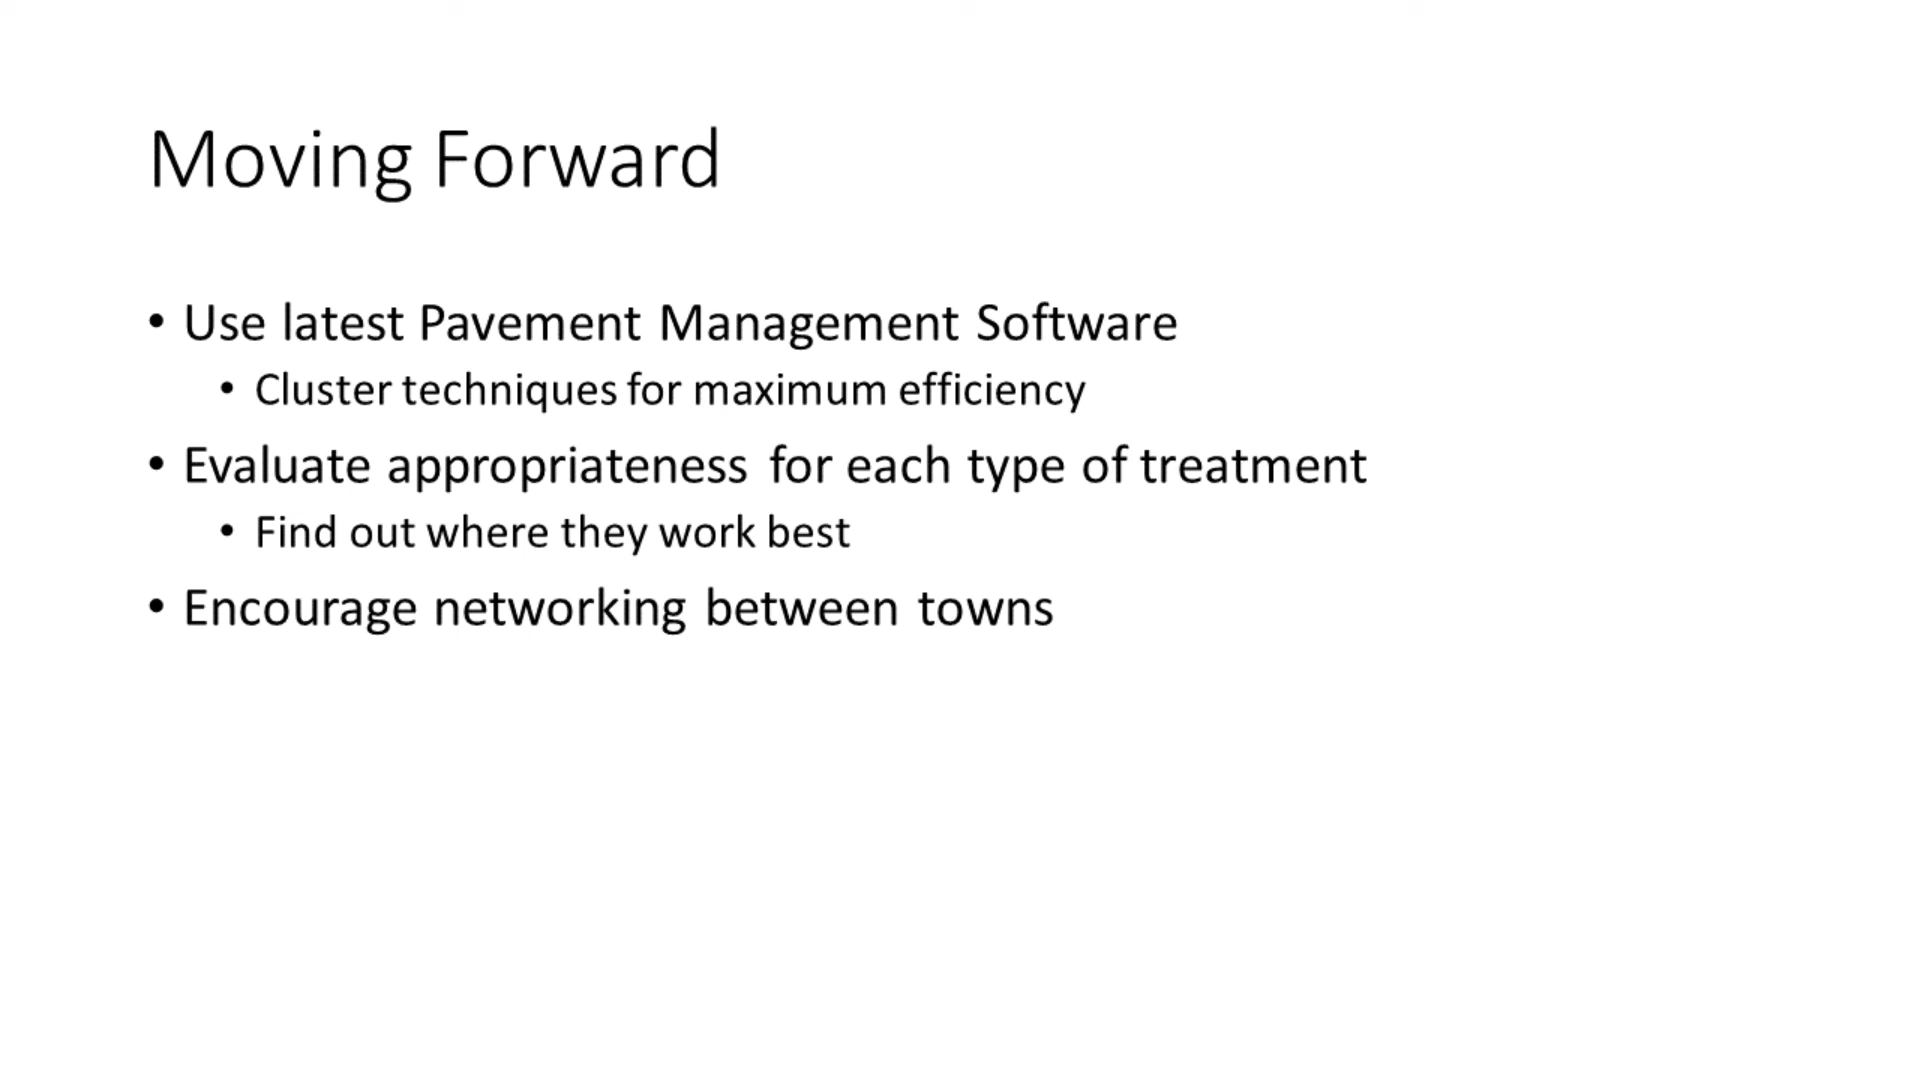 Moving Forward
• Use latest Pavement Management Software
• Cluster techniques for maximum efficiency
• Evaluate appropriateness for each type of treatment
• Find out where they work best
• Encourage networking between towns